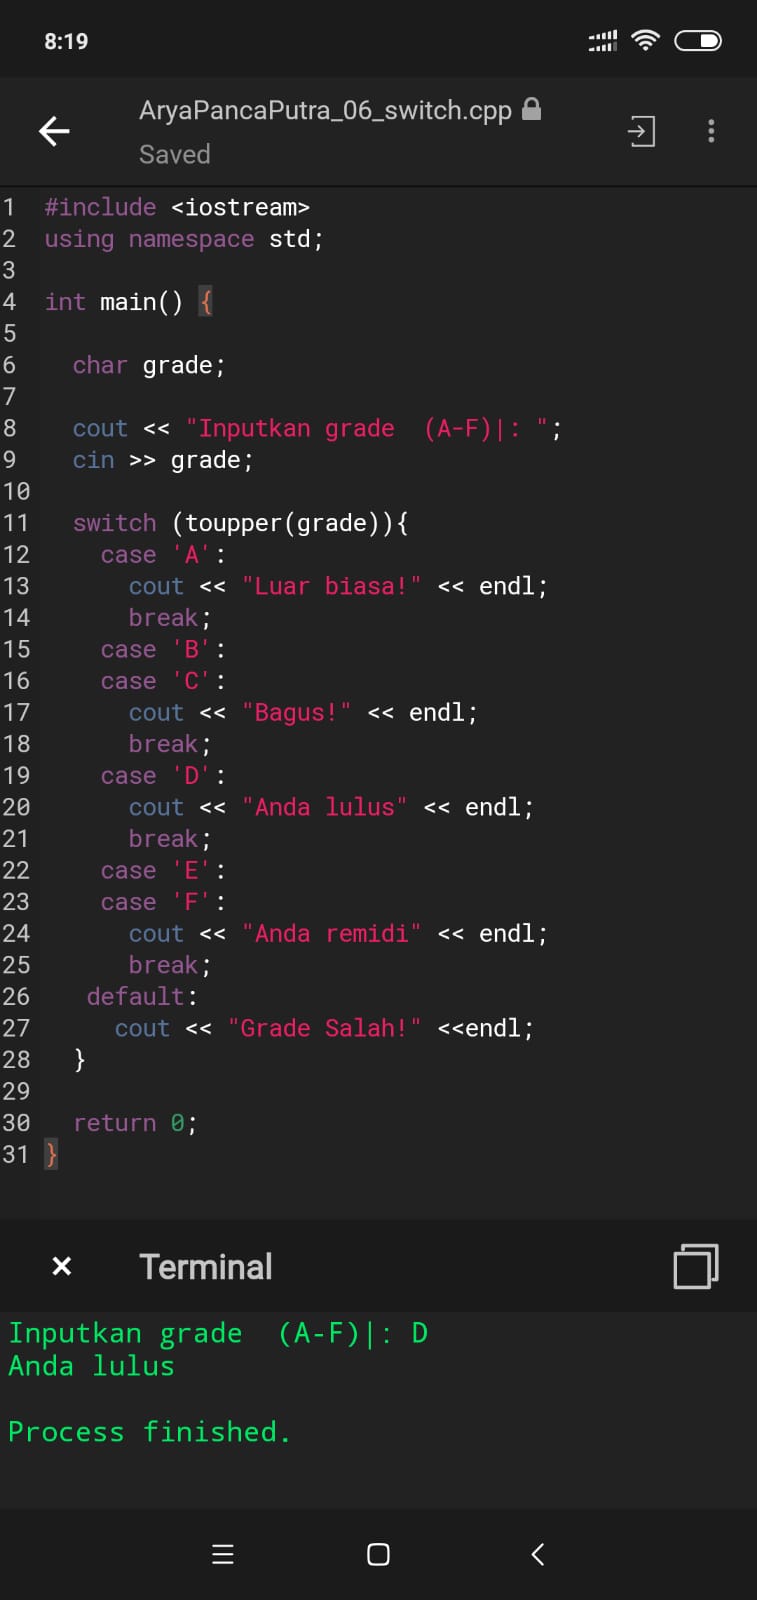 8:19
AryaPancaPutra_06_switch.cpp
Saved
1 #include <iostream>
2 using namespace std;
3
4 int main() {
5
6   char grade;
7
8   cout << "Inputkan grade  (A-F)|: ";
9   cin >> grade;
10
11   switch (toupper(grade)){
12     case 'A':
13       cout << "Luar biasa!" << endl;
14       break;
15     case 'B':
16     case 'C':
17       cout << "Bagus!" << endl;
18       break;
19     case 'D':
20       cout << "Anda lulus" << endl;
21       break;
22     case 'E':
23     case 'F':
24       cout << "Anda remidi" << endl;
25       break;
26    default:
27      cout << "Grade Salah!" <<endl;
28   }
29
30   return 0;
31 }
Terminal
Inputkan grade  (A-F)|: D
Anda lulus
Process finished.